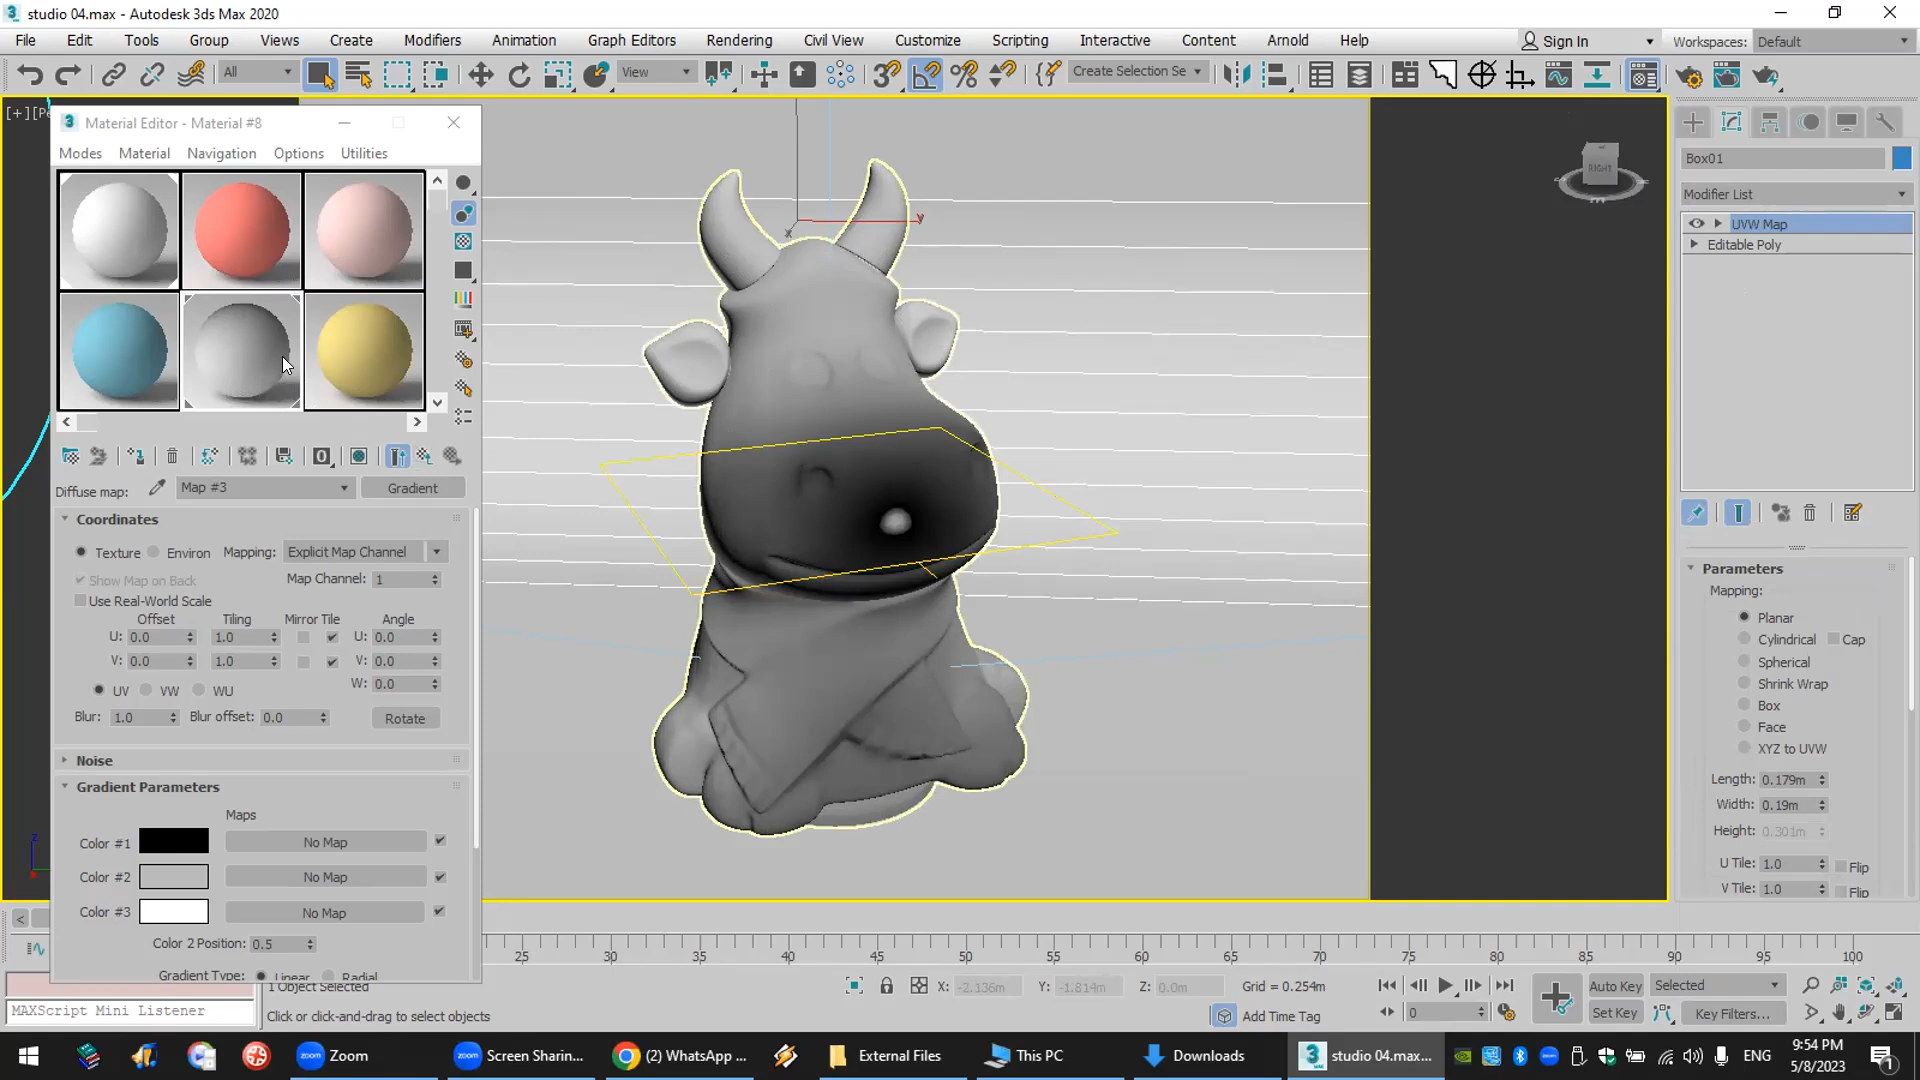 studio 04.max - Autodesk 3ds Max 2020
File Edit Tools Group Views Create Modifiers Animation Graph Editors Rendering Civil View Customize Scripting Interactive Content Arnold Help Sign In Workspaces: Default
All View Create Selection Se
Material Editor - Material #8
Modes Material Navigation Options Utilities
Diffuse map: Map #3 Gradient
Coordinates
Texture Environ Mapping: Explicit Map Channel
Show Map on Back Map Channel: 1
Use Real-World Scale
Offset Tiling Mirror Tile Angle
U: 0.0 1.0 U: 0.0
V: 0.0 1.0 V: 0.0
W: 0.0
UV VW WU
Blur: 1.0 Blur offset: 0.0 Rotate
Noise
Gradient Parameters
Maps
Color #1 No Map
Color #2 No Map
Color #3 No Map
Color 2 Position: 0.5
Gradient Type: Linear Radial
x y
RIGHT
Box01
Modifier List
UVW Map
Editable Poly
Parameters
Mapping:
Planar
Cylindrical Cap
Spherical
Shrink Wrap
Box
Face
XYZ to UVW
Length: 0.179m
Width: 0.19m
Height: 0.301m
U Tile: 1.0 Flip
V Tile: 1.0 Flip
25 30 35 40 45 50 55 60 65 70 75 80 85 90 95 100
1 Object Selected X: -2.136m Y: -1.814m Z: 0.0m Grid = 0.254m Auto Key Selected
MAXScript Mini Listener Click or click-and-drag to select objects Add Time Tag 0 Set Key Key Filters...
Zoom Screen Sharin... (2) WhatsApp ... External Files This PC Downloads studio 04.max... ENG 9:54 PM
5/8/2023
1